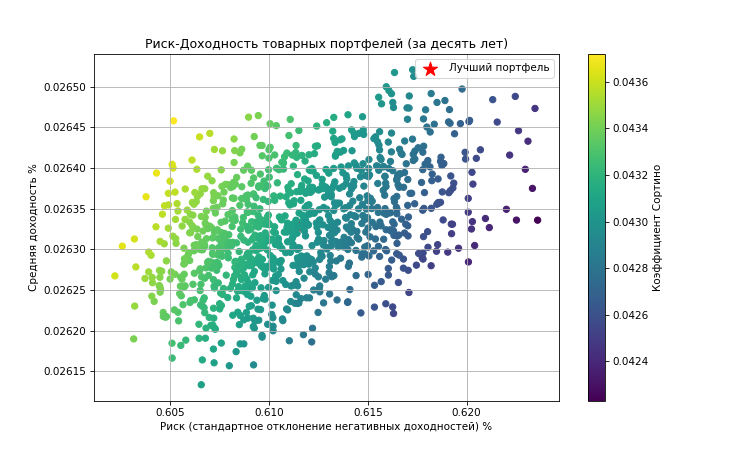 Риск-Доходность товарных портфелей (за десять лет)
Лучший портфель
Средняя доходность %
0.02650
0.02645
0.02640
0.02635
0.02630
0.02625
0.02620
0.02615
0.605 0.610 0.615 0.620
Риск (стандартное отклонение негативных доходностей) %
0.0436
0.0434
0.0432
0.0430
0.0428
0.0426
0.0424
Коэффициент Сортино